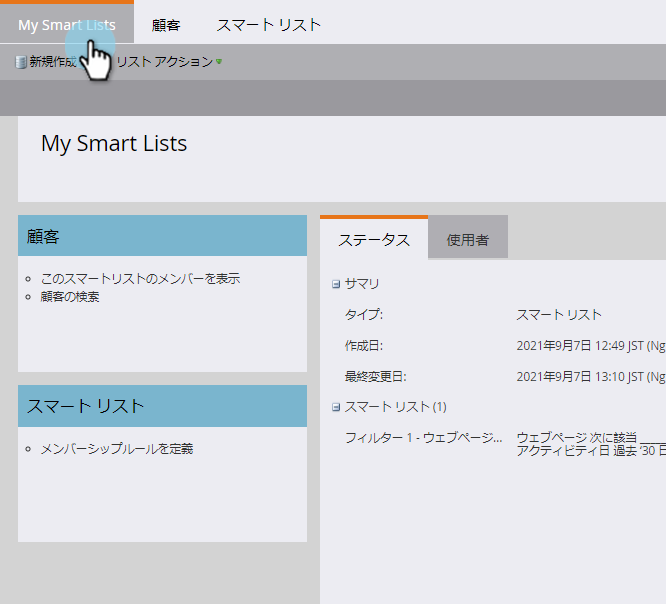 My Smart Lists 顧客 スマート リスト
新規作成 リスト アクション
My Smart Lists
顧客
このスマートリストのメンバーを表示
顧客の検索
スマート リスト
メンバーシップルールを定義
ステータス 使用者
サマリ
タイプ: スマート リスト
作成日: 2021年9月7日 12:49 JST (Ng
最終変更日: 2021年9月7日 13:10 JST (Ng
スマート リスト (1)
フィルター 1 - ウェブページ... ウェブページ 次に該当 ____
アクティビティ日 過去 '30 日